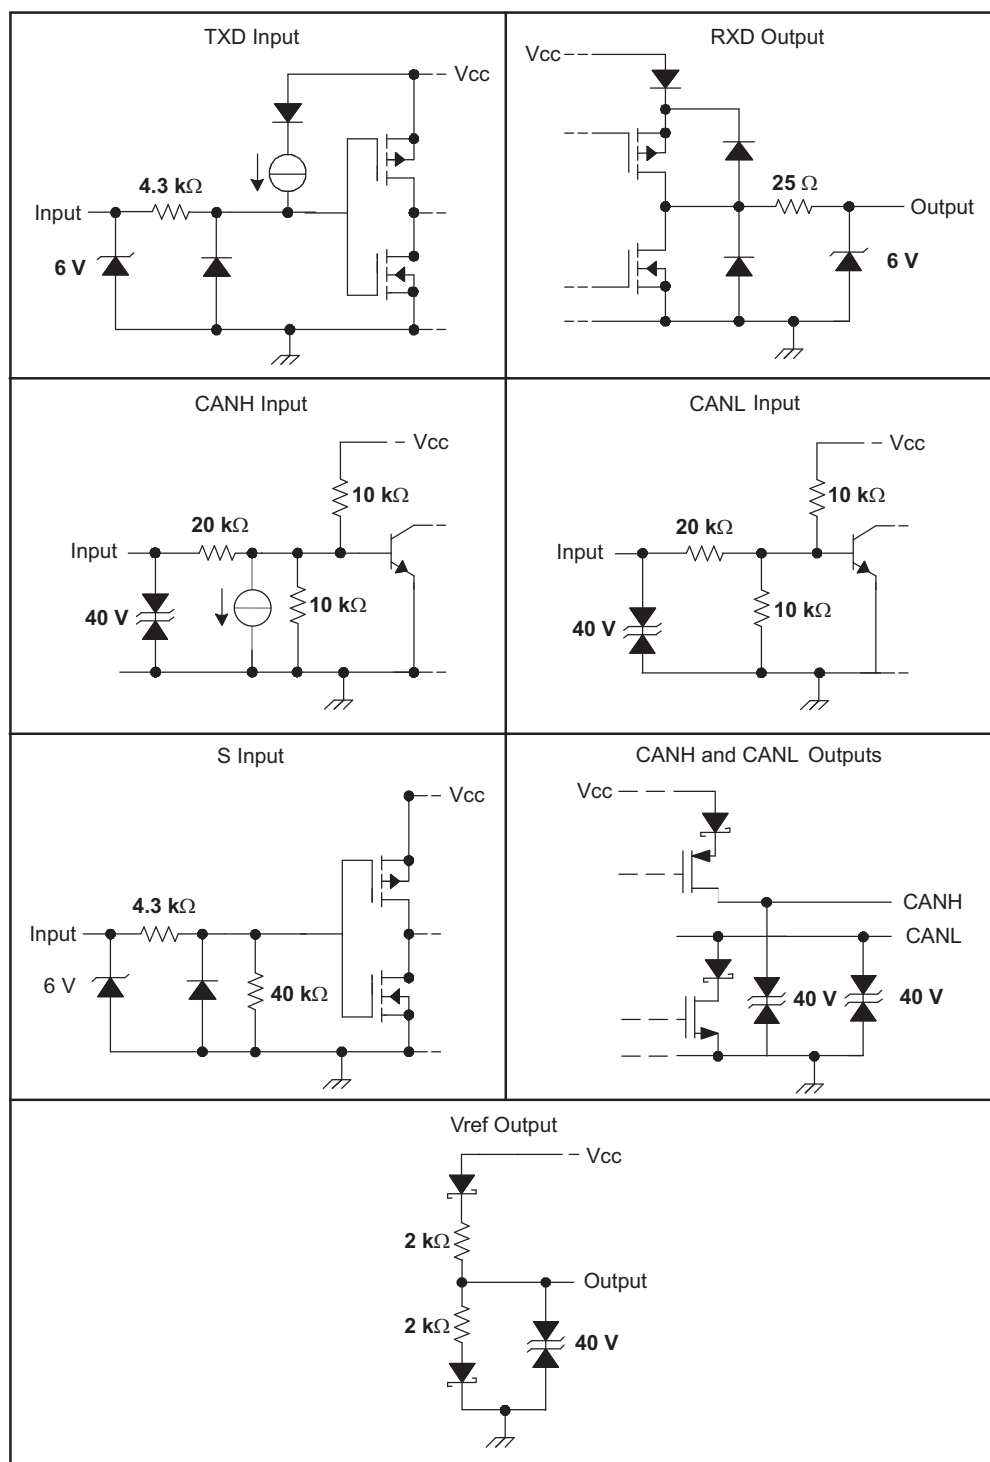 TXD Input
Vcc
4.3 kΩ
Input
6 V
RXD Output
Vcc
25 Ω
Output
6 V
CANH Input
Vcc
10 kΩ
20 kΩ
Input
10 kΩ
40 V
CANL Input
Vcc
10 kΩ
20 kΩ
Input
10 kΩ
40 V
S Input
Vcc
4.3 kΩ
Input
6 V
40 kΩ
CANH and CANL Outputs
Vcc
CANH
CANL
40 V
40 V
Vref Output
Vcc
2 kΩ
Output
2 kΩ
40 V